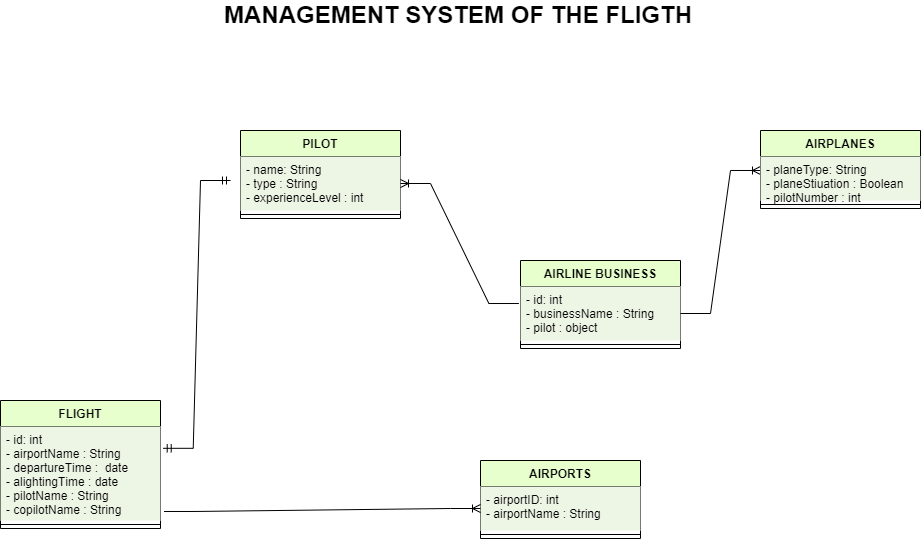 MANAGEMENT SYSTEM OF THE FLIGTH
PILOT
- name: String
- type : String
- experienceLevel : int
AIRPLANES
- planeType: String
- planeStiuation : Boolean
- pilotNumber : int
AIRLINE BUSINESS
- id: int
- businessName : String
- pilot : object
FLIGHT
- id: int
- airportName : String
- departureTime : date
- alightingTime : date
- pilotName : String
- copilotName : String
AIRPORTS
- airportID: int
- airportName : String